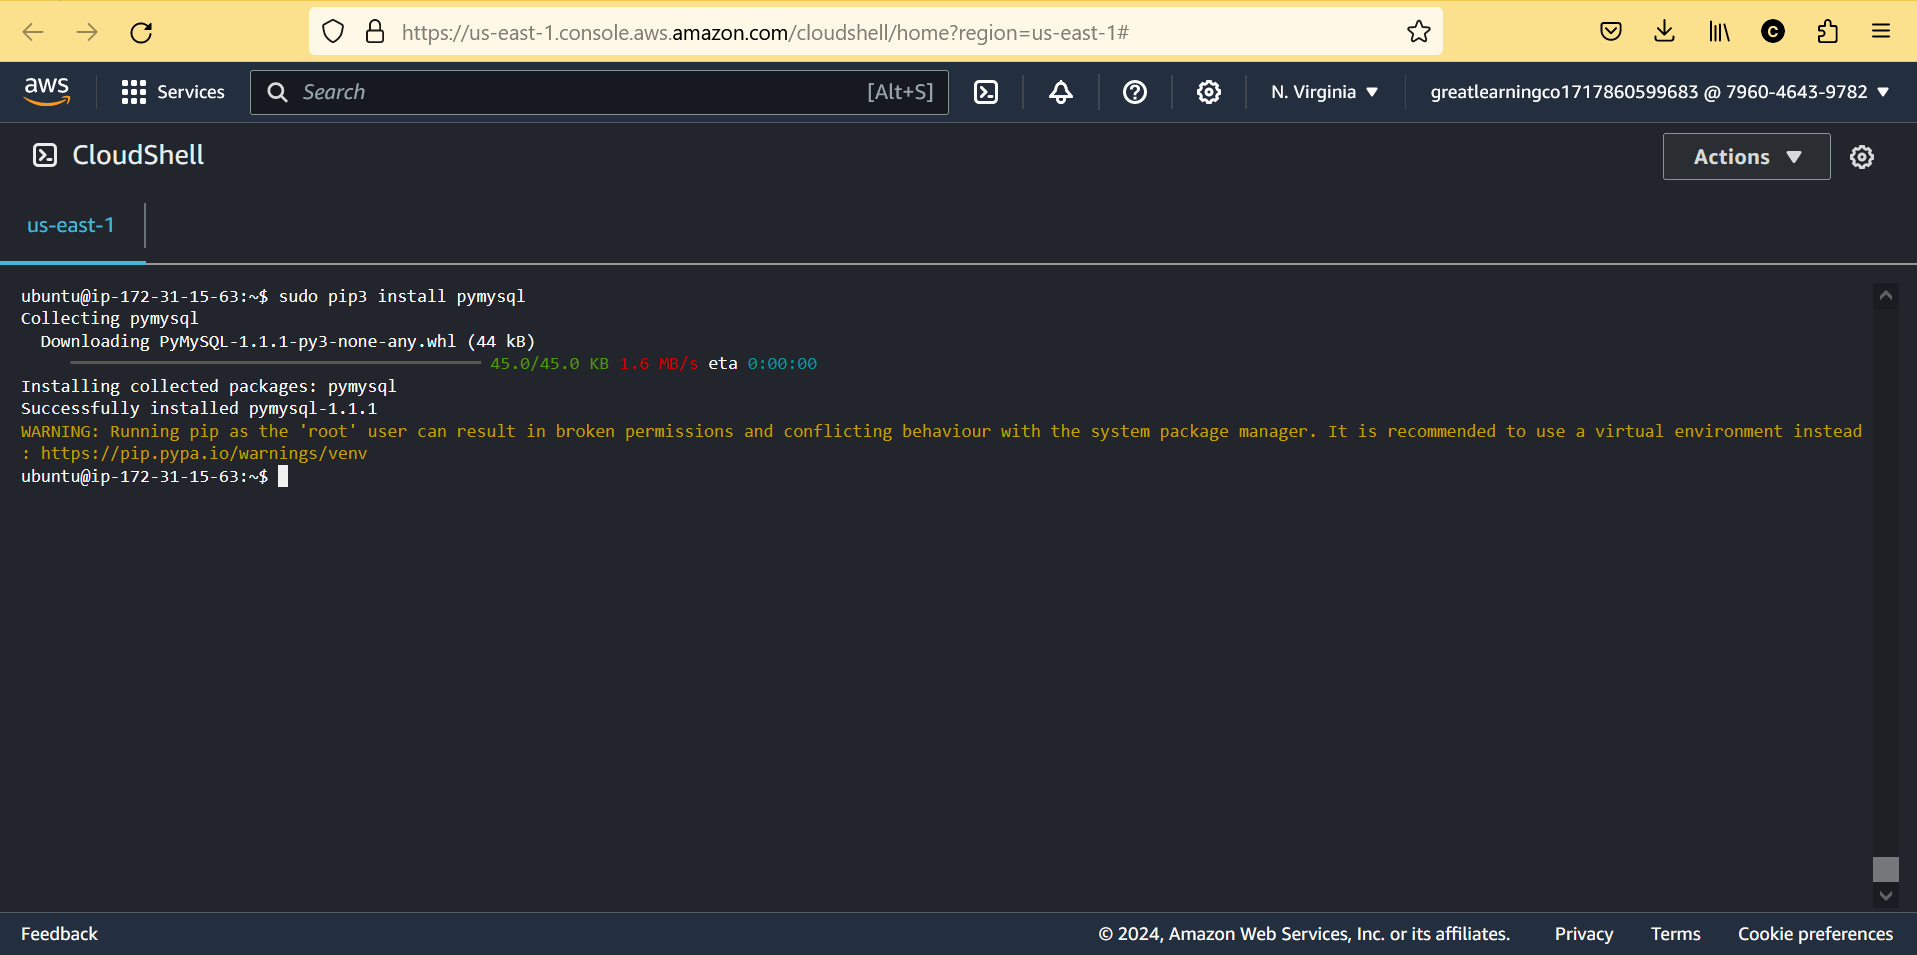 https://us-east-1.console.aws.amazon.com/cloudshell/home?region=us-east-1#
C
aws Services Search [Alt+S] N. Virginia greatlearningco1717860599683 @ 7960-4643-9782
CloudShell
Actions
us-east-1
ubuntu@ip-172-31-15-63:~$ sudo pip3 install pymysql
Collecting pymysql
Downloading PyMySQL-1.1.1-py3-none-any.whl (44 kB)
45.0/45.0 KB 1.6 MB/s eta 0:00:00
Installing collected packages: pymysql
Successfully installed pymysql-1.1.1
WARNING: Running pip as the 'root' user can result in broken permissions and conflicting behaviour with the system package manager. It is recommended to use a virtual environment instead
: https://pip.pypa.io/warnings/venv
ubuntu@ip-172-31-15-63:~$
Feedback © 2024, Amazon Web Services, Inc. or its affiliates. Privacy Terms Cookie preferences